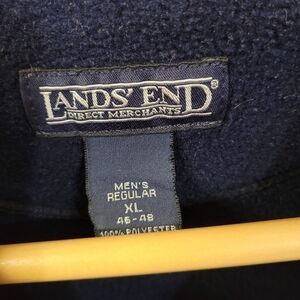 LANDS' END®
DIRECT MERCHANTS
MEN'S
REGULAR
XL
46-48
100% POLYESTER